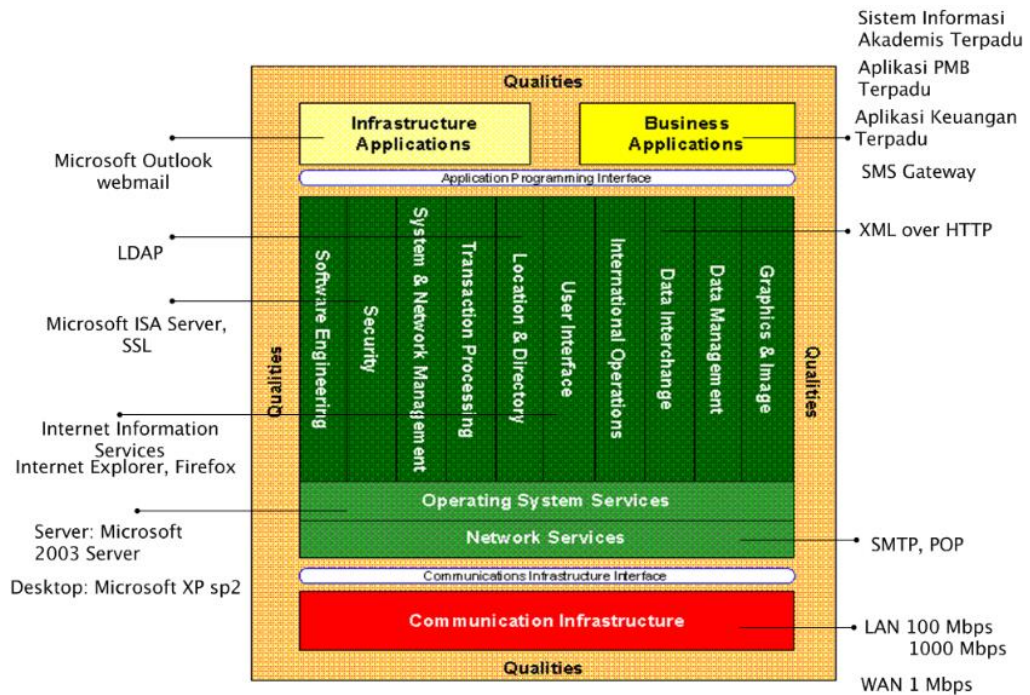 Sistem Informasi
Akademis Terpadu
Aplikasi PMB
Terpadu
Aplikasi Keuangan
Terpadu
SMS Gateway
Qualities
Infrastructure
Applications
Business
Applications
Microsoft Outlook
webmail
Application Programming Interface
XML over HTTP
LDAP
Microsoft ISA Server,
SSL
Internet Information
Services
Internet Explorer, Firefox
Qualities
Software Engineering
Security
System & Network Management
Transaction Processing
Location & Directory
User Interface
International Operations
Data Interchange
Data Management
Graphics & Image
Qualities
Operating System Services
Server: Microsoft
2003 Server
Desktop: Microsoft XP sp2
Network Services
SMTP, POP
Communications Infrastructure Interface
Communication Infrastructure
LAN 100 Mbps
1000 Mbps
Qualities
WAN 1 Mbps